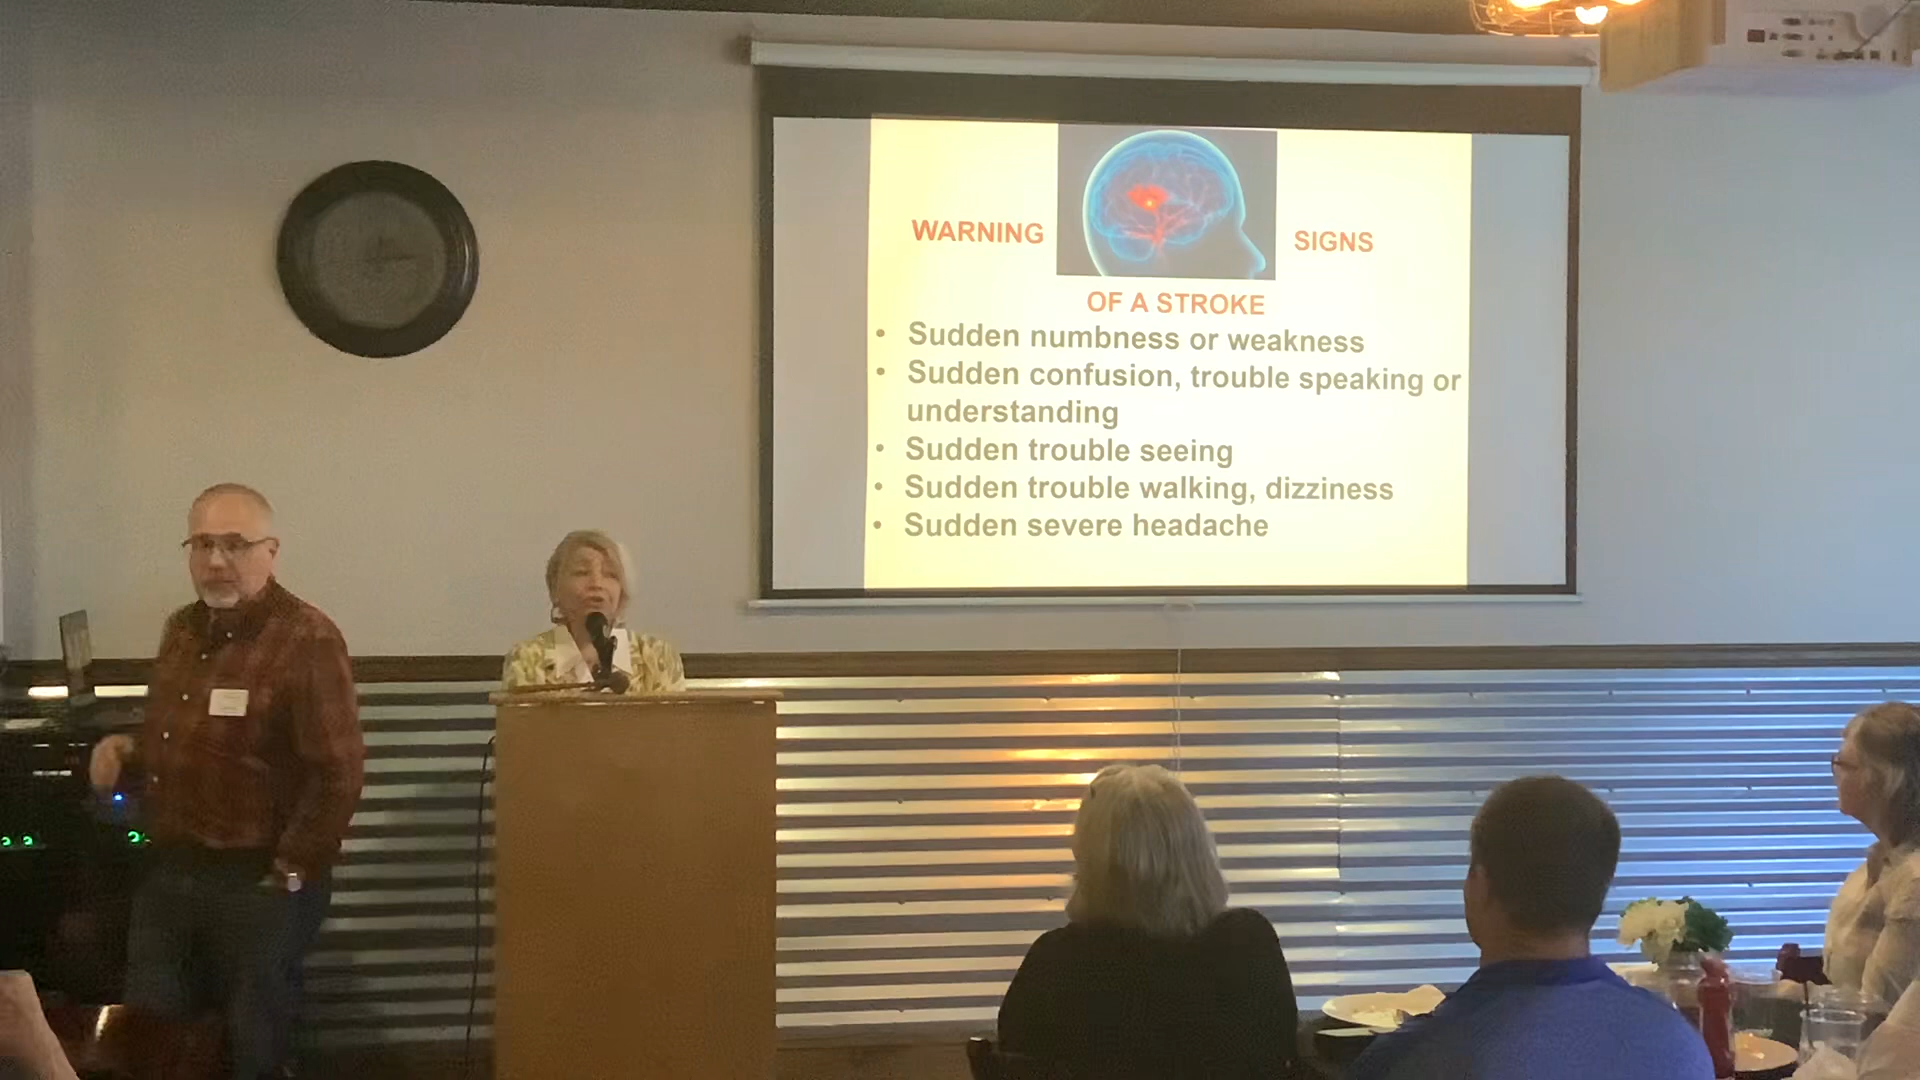 WARNING SIGNS
OF A STROKE
• Sudden numbness or weakness
• Sudden confusion, trouble speaking or
understanding
• Sudden trouble seeing
• Sudden trouble walking, dizziness
• Sudden severe headache